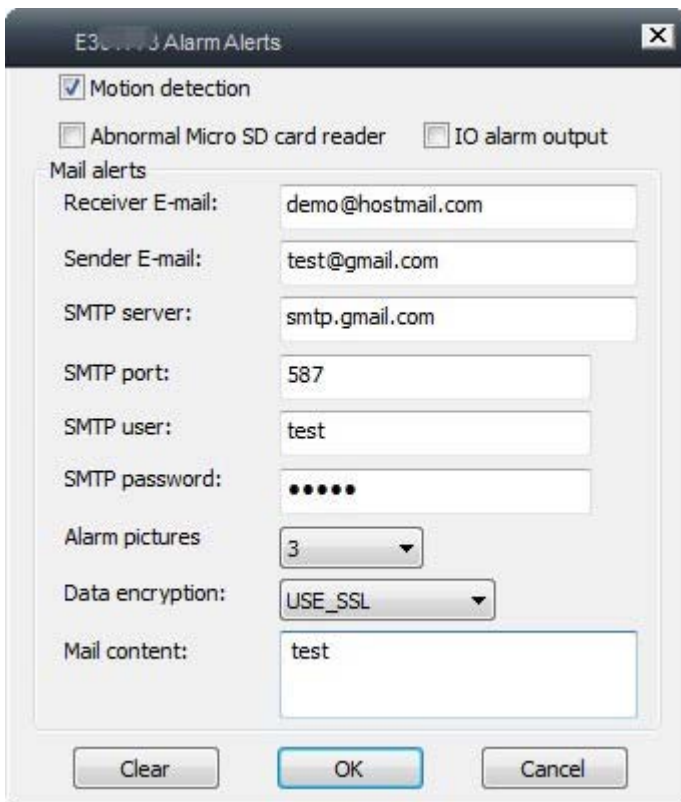 Alarm Alerts
Motion detection
Abnormal Micro SD card reader IO alarm output
Mail alerts
Receiver E-mail: demo@hostmail.com
Sender E-mail: test@gmail.com
SMTP server: smtp.gmail.com
SMTP port: 587
SMTP user: test
SMTP password: •••••
Alarm pictures 3
Data encryption: USE_SSL
Mail content: test
Clear OK Cancel